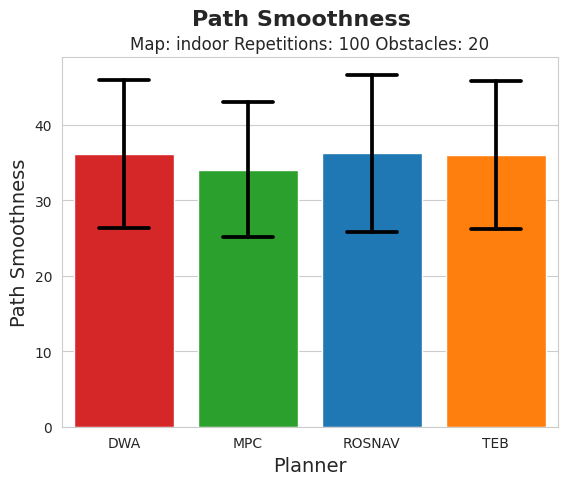 Path Smoothness
Map: indoor Repetitions: 100 Obstacles: 20
Path Smoothness
40
30
20
10
0
DWA MPC ROSNAV TEB
Planner